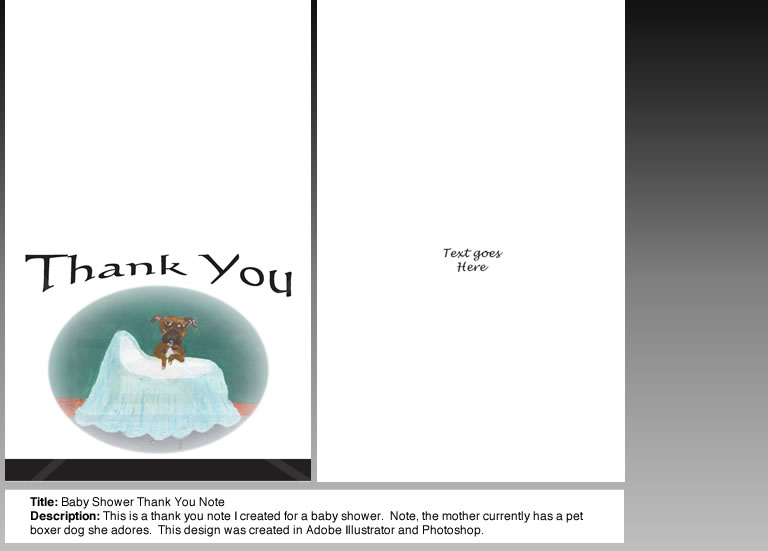 Thank You
Text goes
Here
Title: Baby Shower Thank You Note
Description: This is a thank you note I created for a baby shower.  Note, the mother currently has a pet
boxer dog she adores.  This design was created in Adobe Illustrator and Photoshop.